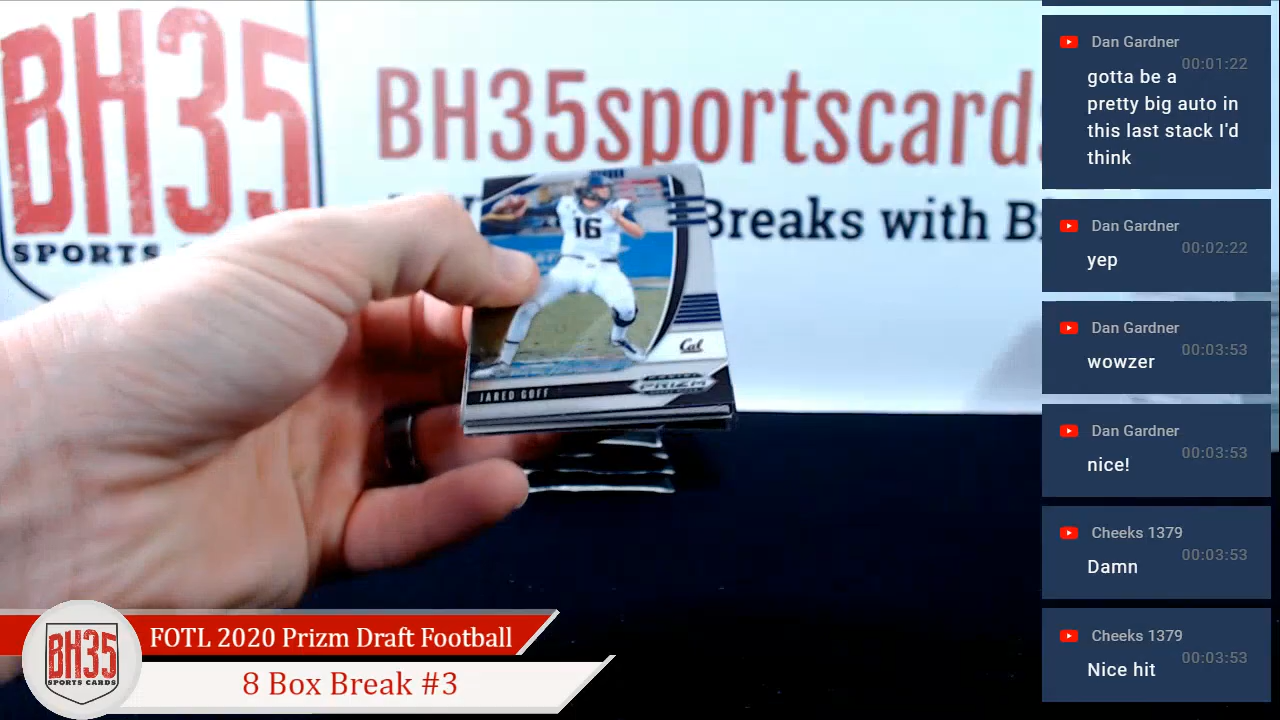 BH35
SPORTS
BH35sportscards
Breaks with B
16
Cal
JARED GOFF
PRIZM
Dan Gardner
00:01:22
gotta be a
pretty big auto in
this last stack I'd
think
Dan Gardner
00:02:22
yep
Dan Gardner
00:03:53
wowzer
Dan Gardner
00:03:53
nice!
Cheeks 1379
00:03:53
Damn
Cheeks 1379
00:03:53
Nice hit
BH35
SPORTS CARDS
FOTL 2020 Prizm Draft Football
8 Box Break #3